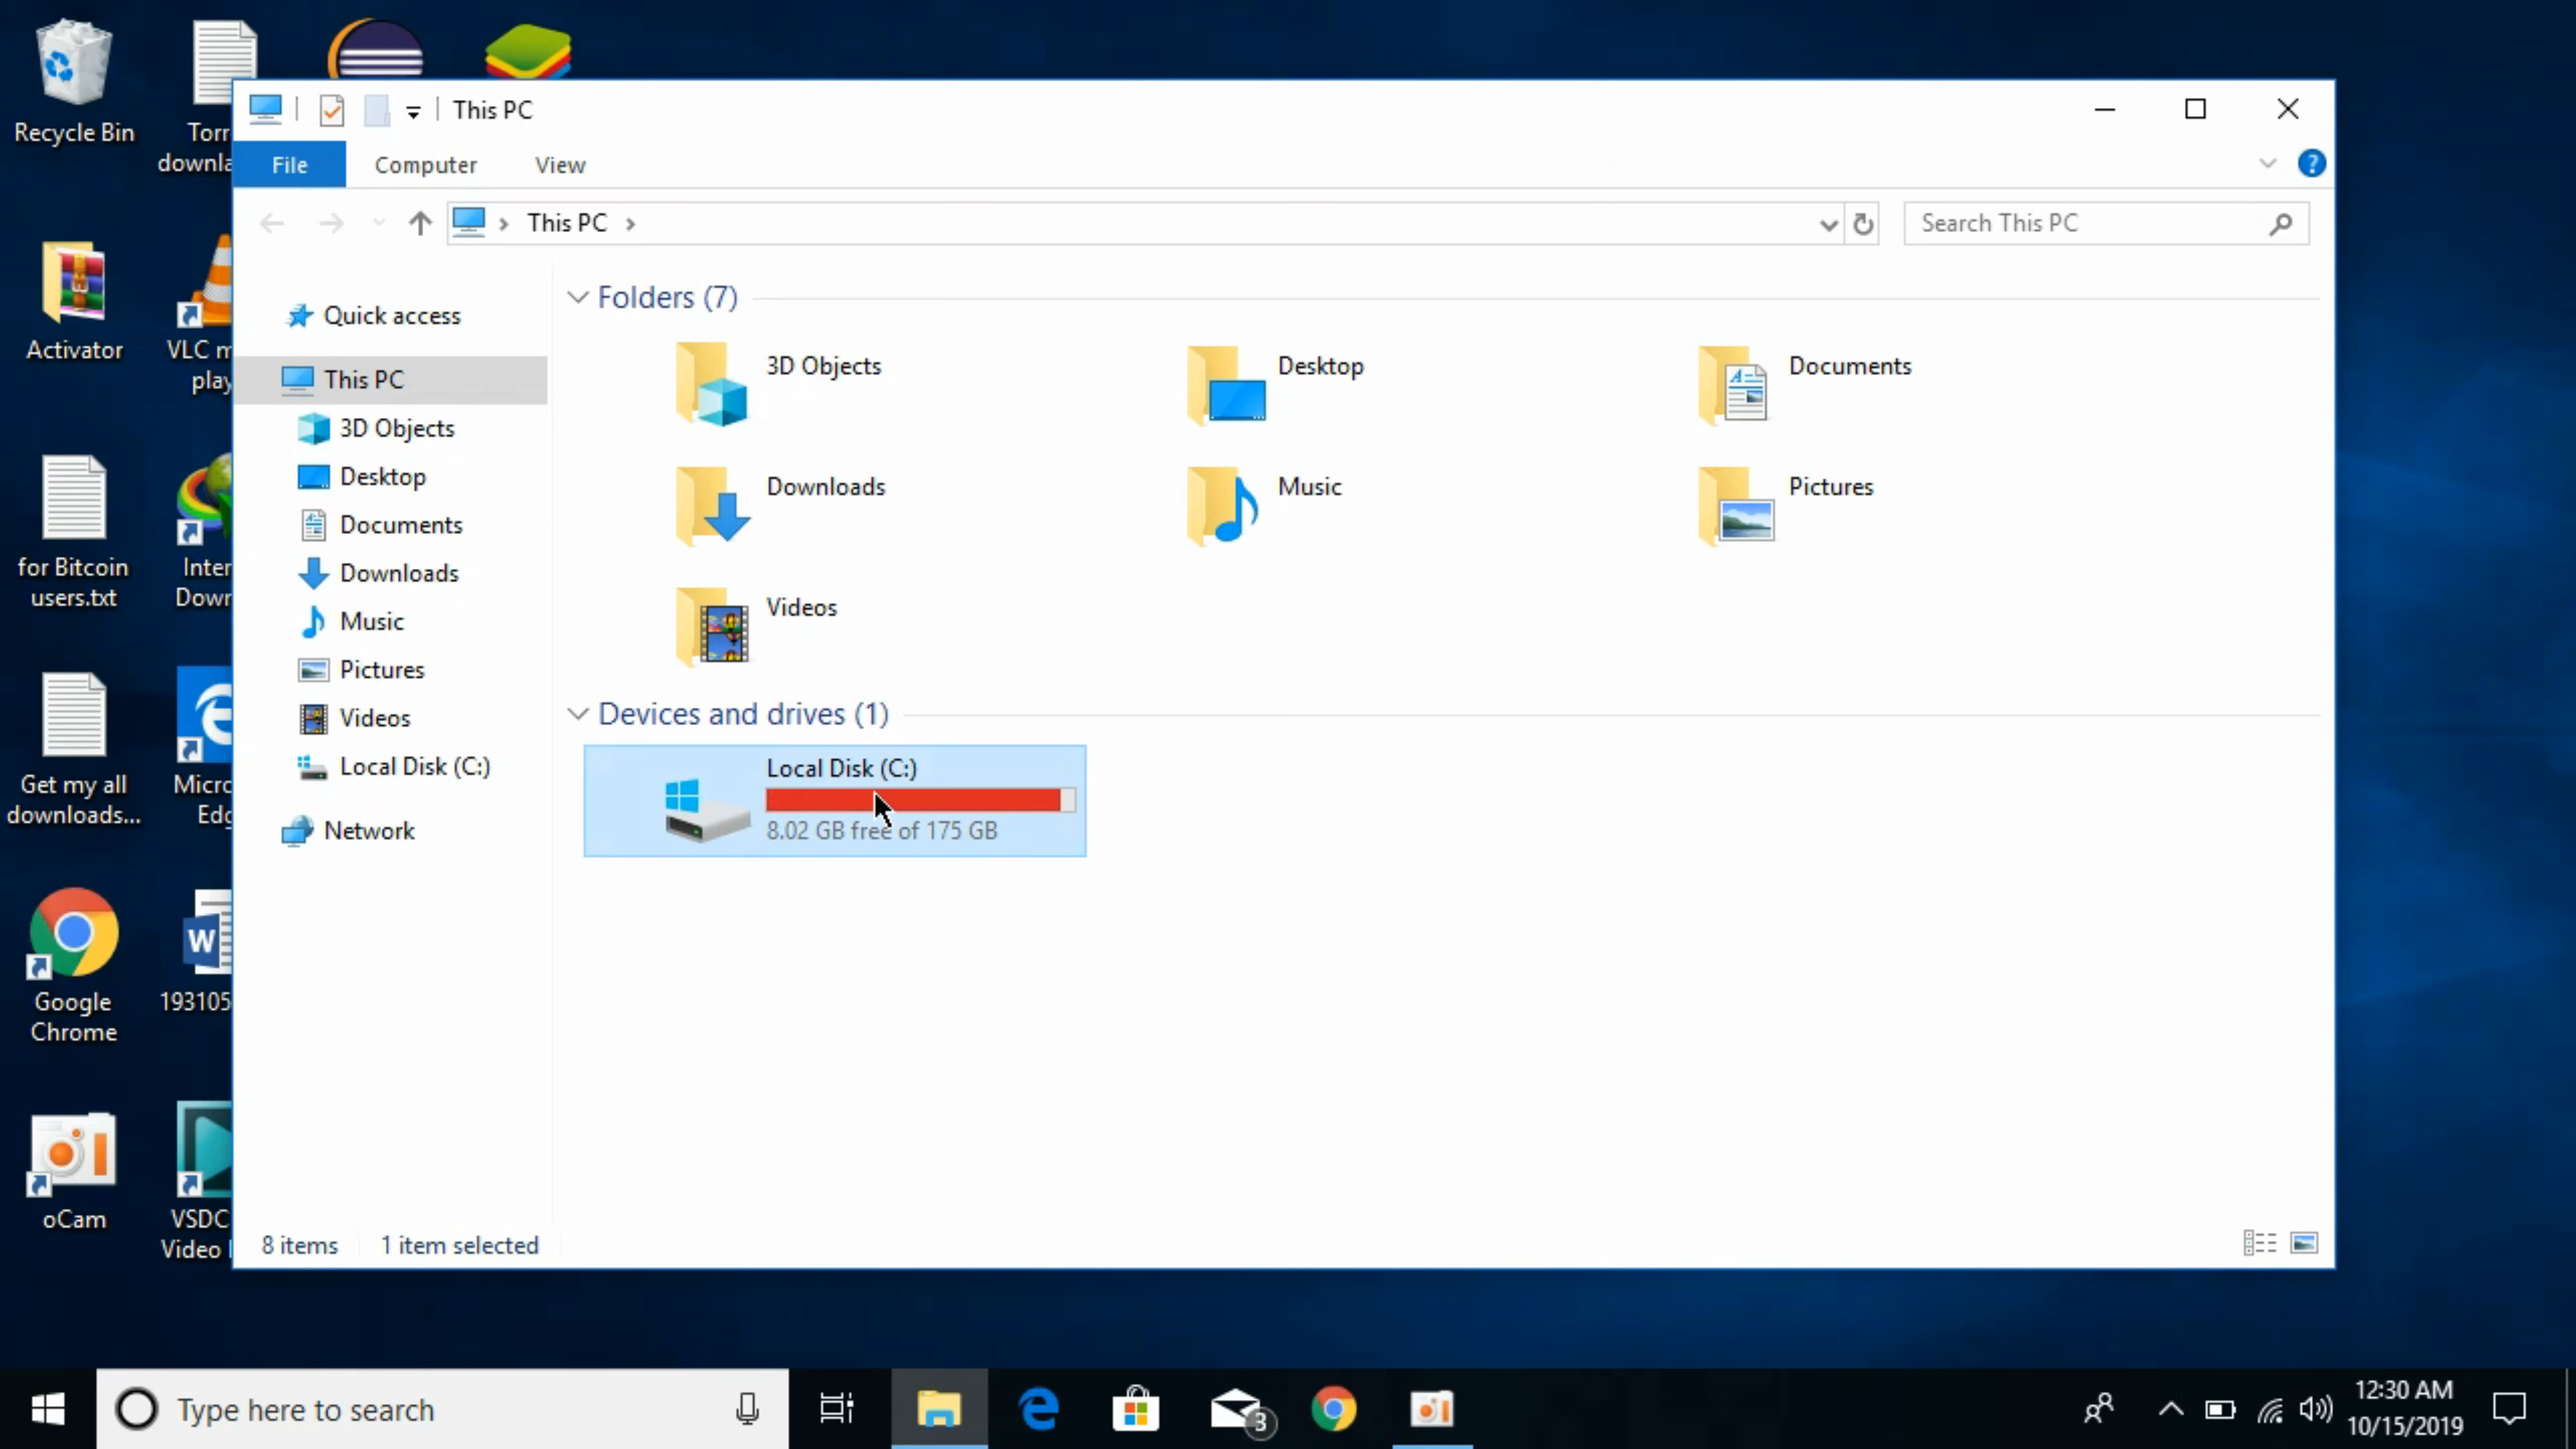 Recycle Bin
Torr
downla
Activator
VLC m
play
for Bitcoin
users.txt
Inter
Down
Get my all
downloads...
Micro
Edg
Google
Chrome
193105
W
oCam
VSDC
Video
This PC
File
Computer
View
?
This PC
Search This PC
Quick access
This PC
3D Objects
Desktop
Documents
Downloads
Music
Pictures
Videos
Local Disk (C:)
Network
Folders (7)
3D Objects
Desktop
Documents
Downloads
Music
Pictures
Videos
Devices and drives (1)
Local Disk (C:)
8.02 GB free of 175 GB
8 items
1 item selected
Type here to search
3
12:30 AM
10/15/2019